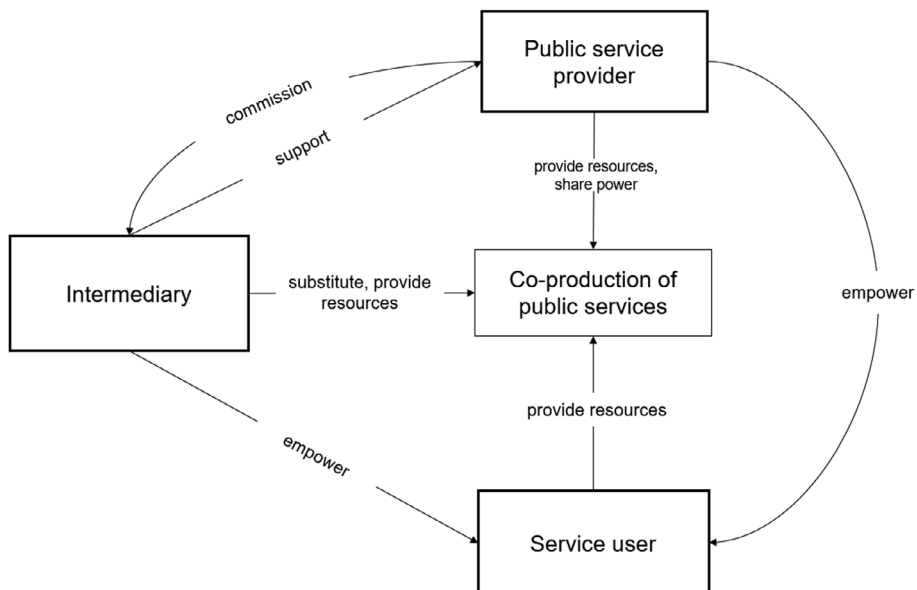 Public service
provider
commission
support
provide resources,
share power
Intermediary
substitute, provide
resources
Co-production of
public services
empower
provide resources
empower
Service user